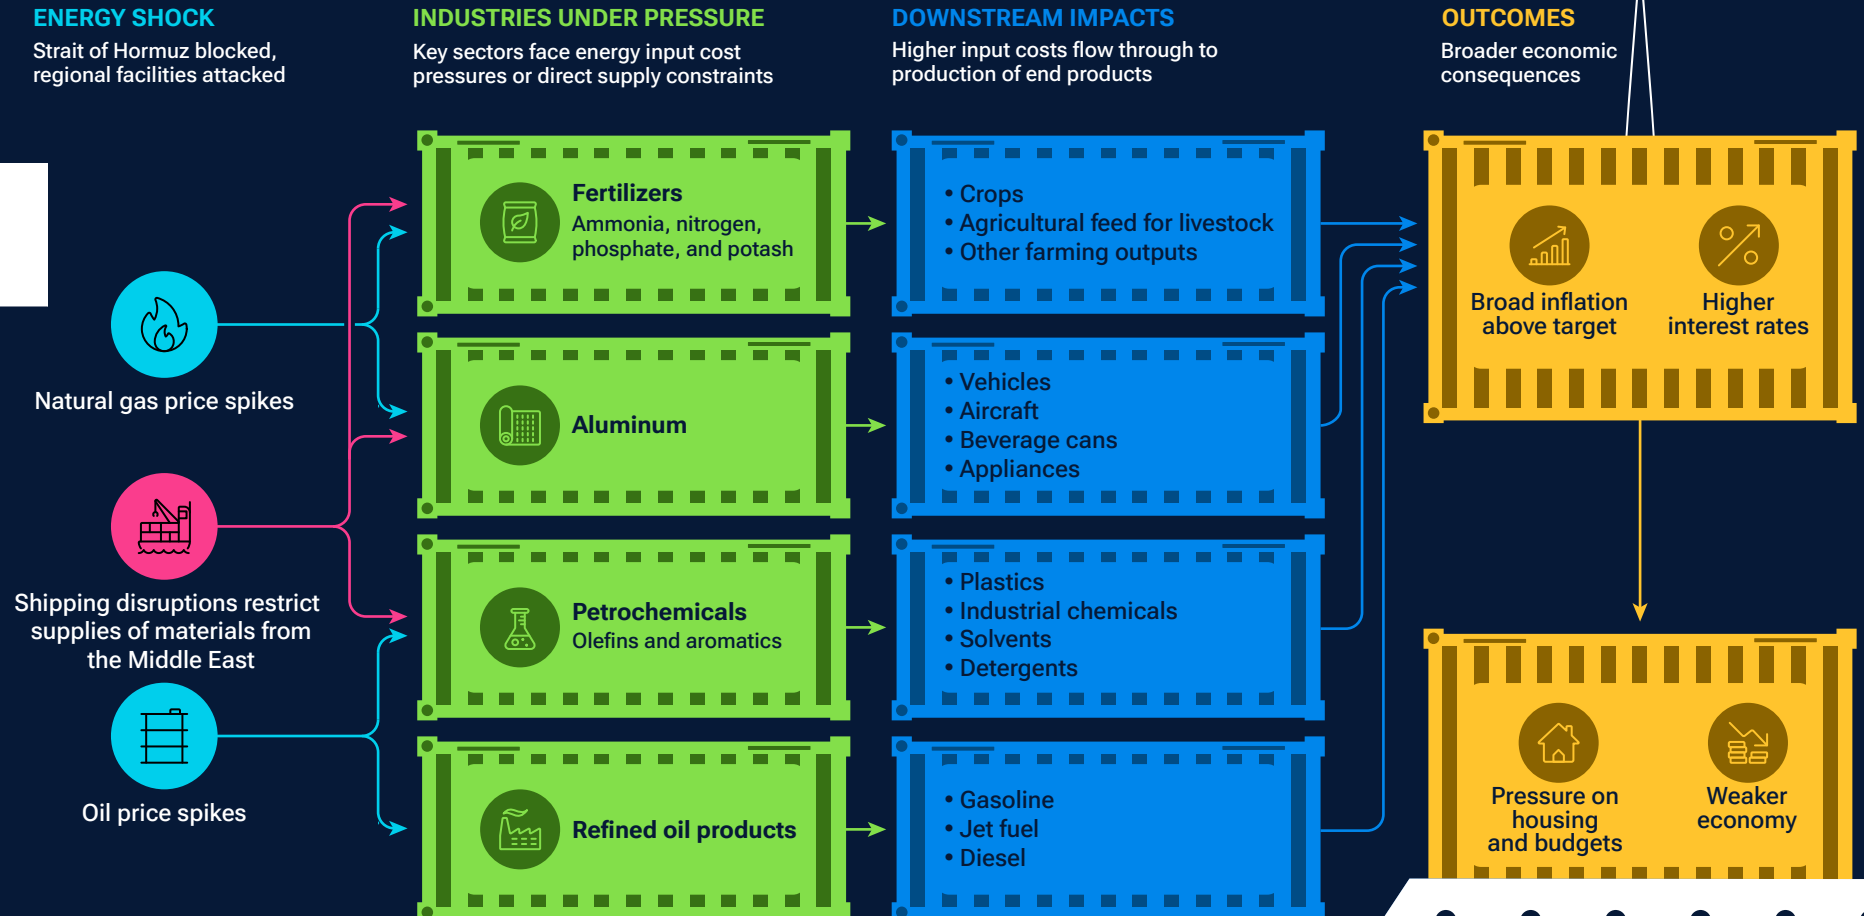 ENERGY SHOCK
Strait of Hormuz blocked,
regional facilities attacked
Natural gas price spikes
Shipping disruptions restrict
supplies of materials from
the Middle East
Oil price spikes
INDUSTRIES UNDER PRESSURE
Key sectors face energy input cost
pressures or direct supply constraints
Fertilizers
Ammonia, nitrogen,
phosphate, and potash
Aluminum
Petrochemicals
Olefins and aromatics
Refined oil products
DOWNSTREAM IMPACTS
Higher input costs flow through to
production of end products
• Crops
• Agricultural feed for livestock
• Other farming outputs
• Vehicles
• Aircraft
• Beverage cans
• Appliances
• Plastics
• Industrial chemicals
• Solvents
• Detergents
• Gasoline
• Jet fuel
• Diesel
OUTCOMES
Broader economic
consequences
Broad inflation
above target
Higher
interest rates
Pressure on
housing
and budgets
Weaker
economy